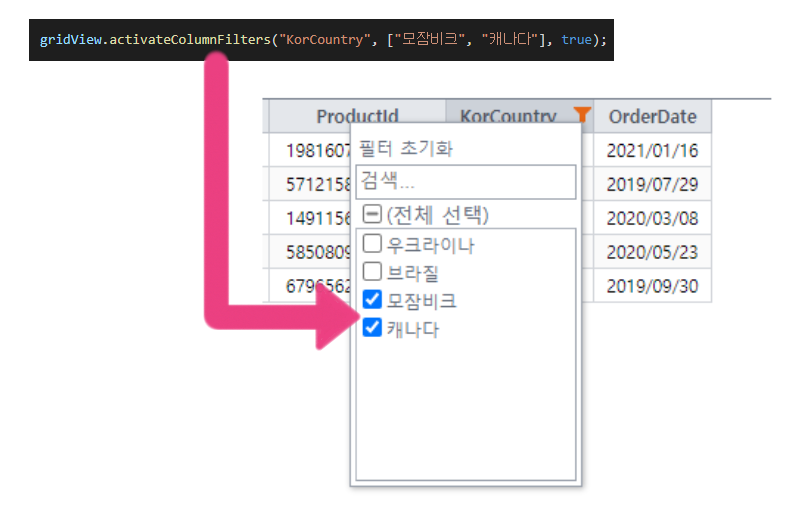 gridView.activateColumnFilters("KorCountry", ["모잠비크", "캐나다"], true);
ProductId KorCountry OrderDate
필터 초기화
검색...
(전체 선택)
우크라이나
브라질
모잠비크
캐나다
1981607 2021/01/16
5712158 2019/07/29
1491156 2020/03/08
5850809 2020/05/23
6796562 2019/09/30